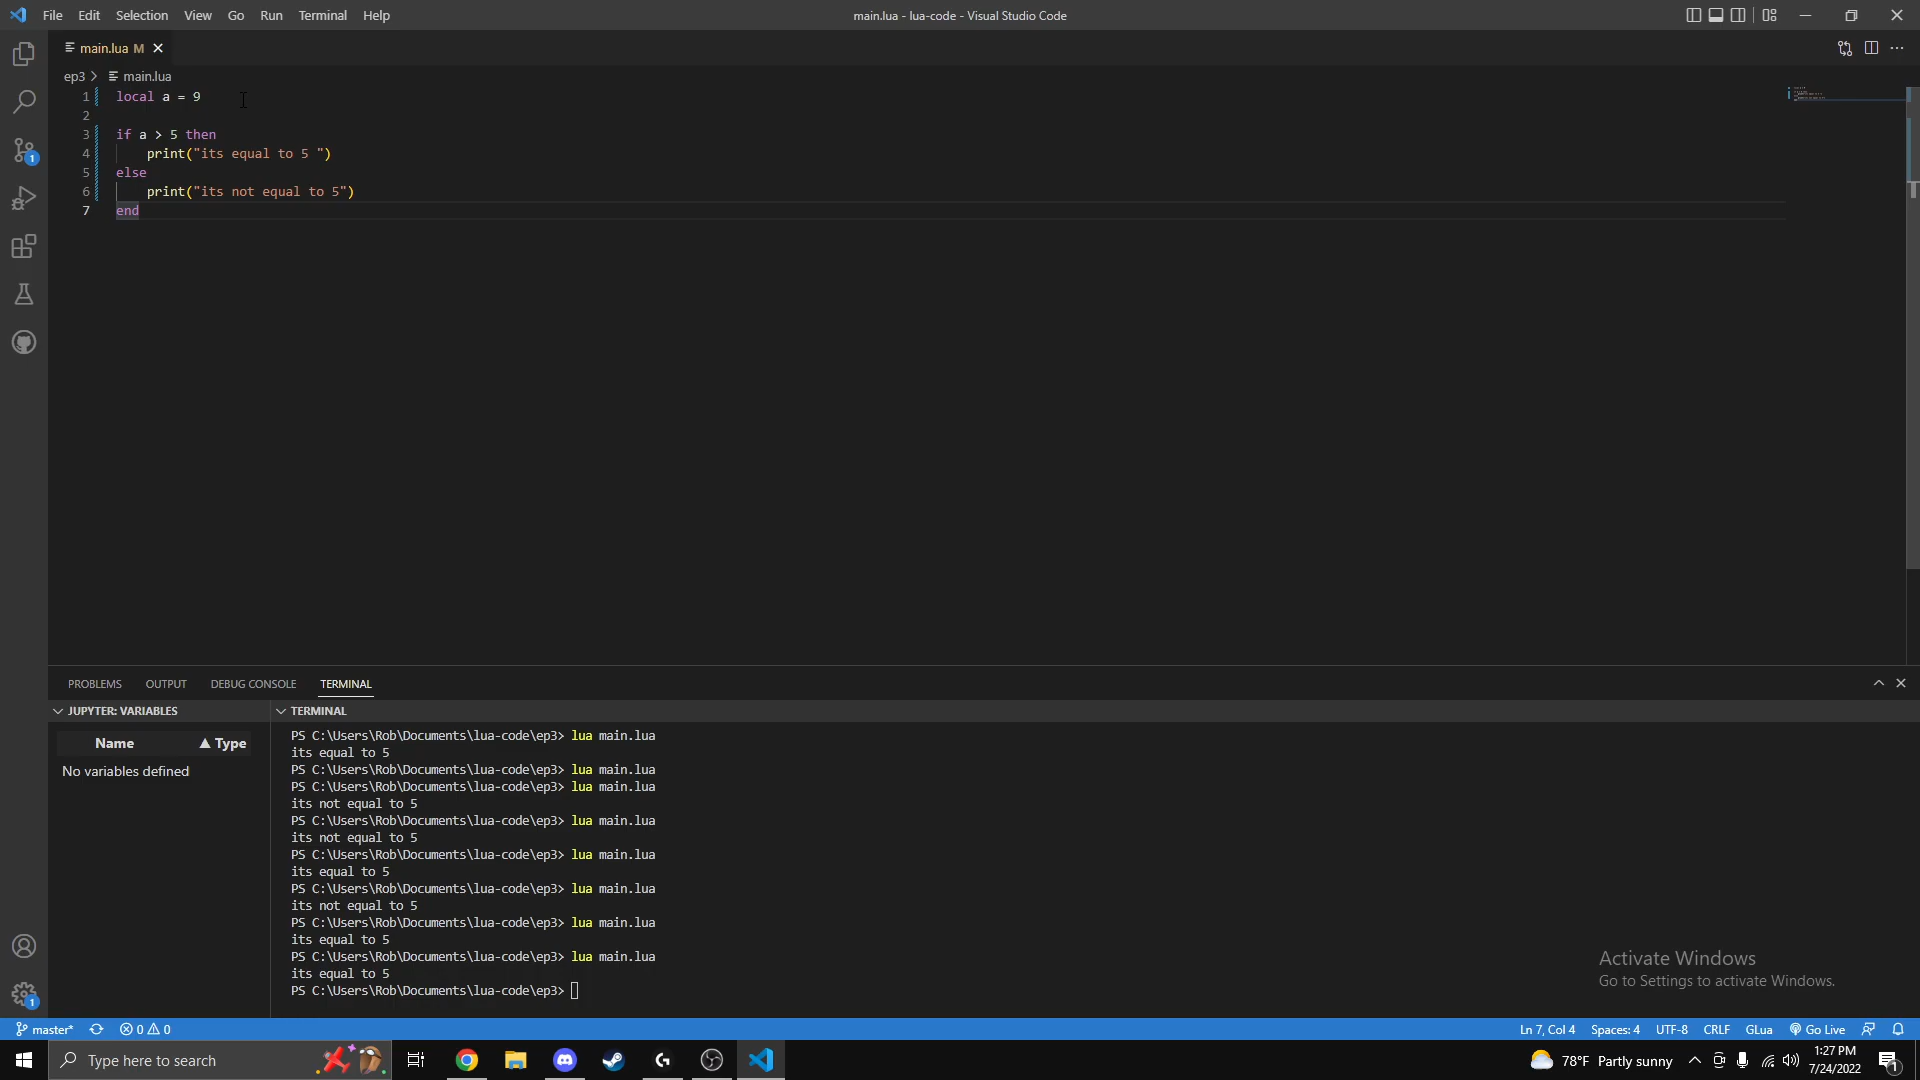 File Edit Selection View Go Run Terminal Help
main.lua - lua-code - Visual Studio Code
main.lua M
ep3 > main.lua
1 local a = 9
2
3 if a > 5 then
4 print("its equal to 5 ")
5 else
6 print("its not equal to 5")
7 end
PROBLEMS OUTPUT DEBUG CONSOLE TERMINAL
JUPYTER: VARIABLES
Name Type
No variables defined
TERMINAL
PS C:\Users\Rob\Documents\lua-code\ep3> lua main.lua
its equal to 5
PS C:\Users\Rob\Documents\lua-code\ep3> lua main.lua
PS C:\Users\Rob\Documents\lua-code\ep3> lua main.lua
its not equal to 5
PS C:\Users\Rob\Documents\lua-code\ep3> lua main.lua
its not equal to 5
PS C:\Users\Rob\Documents\lua-code\ep3> lua main.lua
its equal to 5
PS C:\Users\Rob\Documents\lua-code\ep3> lua main.lua
its not equal to 5
PS C:\Users\Rob\Documents\lua-code\ep3> lua main.lua
its equal to 5
PS C:\Users\Rob\Documents\lua-code\ep3> lua main.lua
its equal to 5
PS C:\Users\Rob\Documents\lua-code\ep3>
Activate Windows
Go to Settings to activate Windows.
1
1
master* 0 0 Ln 7, Col 4 Spaces: 4 UTF-8 CRLF GLua Go Live
Type here to search
78°F Partly sunny
1:27 PM
7/24/2022
1